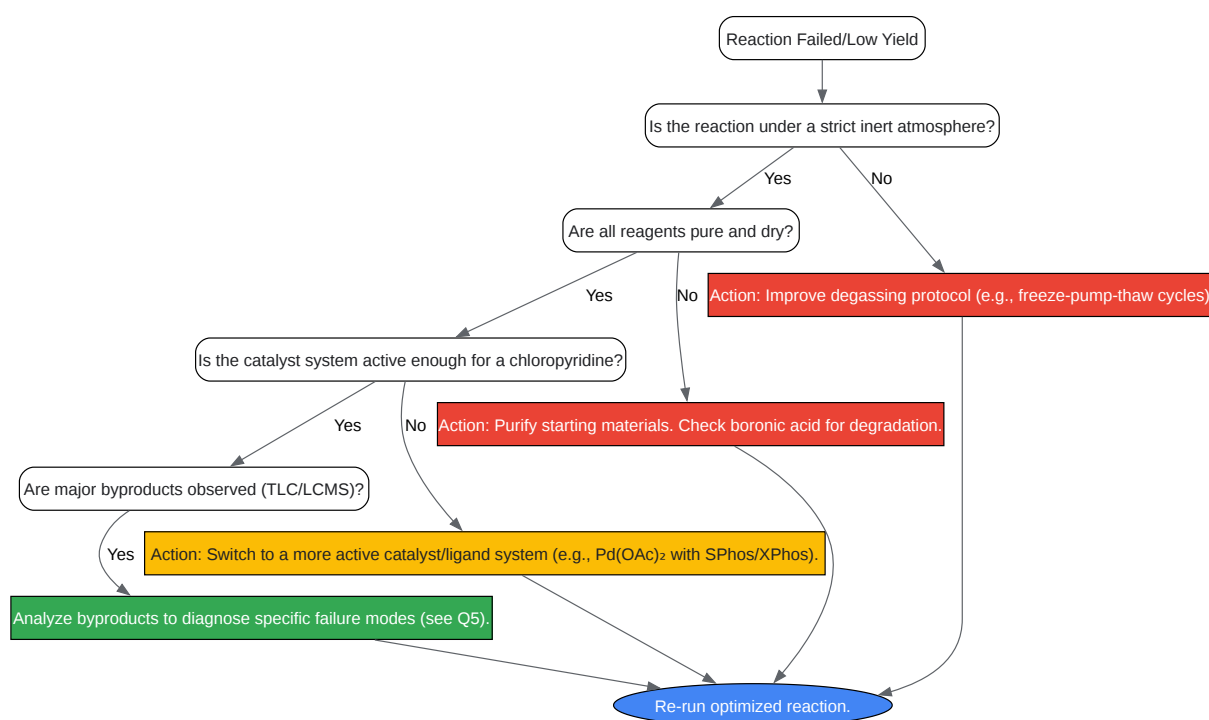 Reaction Failed/Low Yield
Is the reaction under a strict inert atmosphere?
Yes
No
Are all reagents pure and dry?
Action: Improve degassing protocol (e.g., freeze-pump-thaw cycles)
Yes
No
Is the catalyst system active enough for a chloropyridine?
Action: Purify starting materials. Check boronic acid for degradation.
Yes
No
Are major byproducts observed (TLC/LCMS)?
Action: Switch to a more active catalyst/ligand system (e.g., Pd(OAc)₂ with SPhos/XPhos).
Yes
Analyze byproducts to diagnose specific failure modes (see Q5).
Re-run optimized reaction.